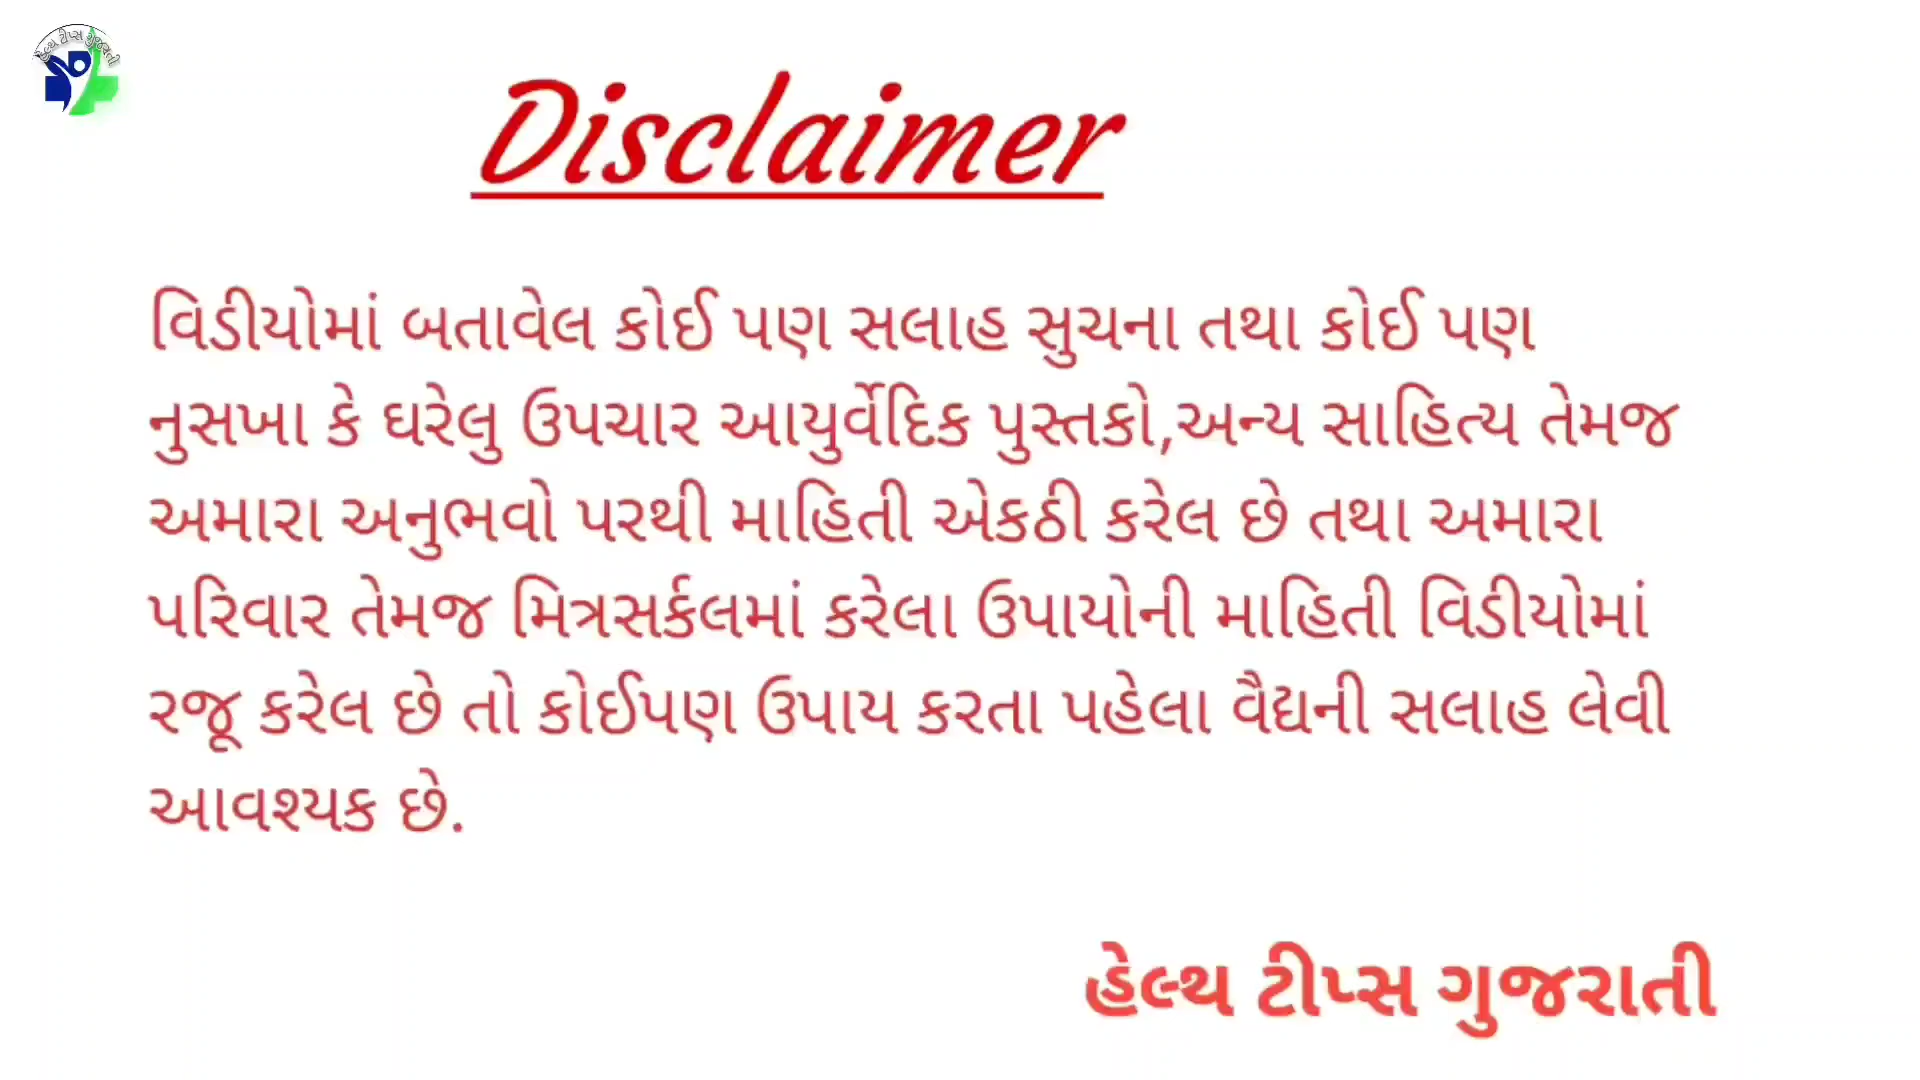 હેલ્થ ટીપ્સ ગુજરાતી
Disclaimer
વિડીયોમાં બતાવેલ કોઈ પણ સલાહ સુચના તથા કોઈ પણ
નુસખા કે ઘરેલુ ઉપચાર આયુર્વેદિક પુસ્તકો,અન્ય સાહિત્ય તેમજ
અમારા અનુભવો પરથી માહિતી એકઠી કરેલ છે તથા અમારા
પરિવાર તેમજ મિત્રસર્કલમાં કરેલા ઉપાયોની માહિતી વિડીયોમાં
રજૂ કરેલ છે તો કોઈપણ ઉપાય કરતા પહેલા વૈદ્યની સલાહ લેવી
આવશ્યક છે.
હેલ્થ ટીપ્સ ગુજરાતી